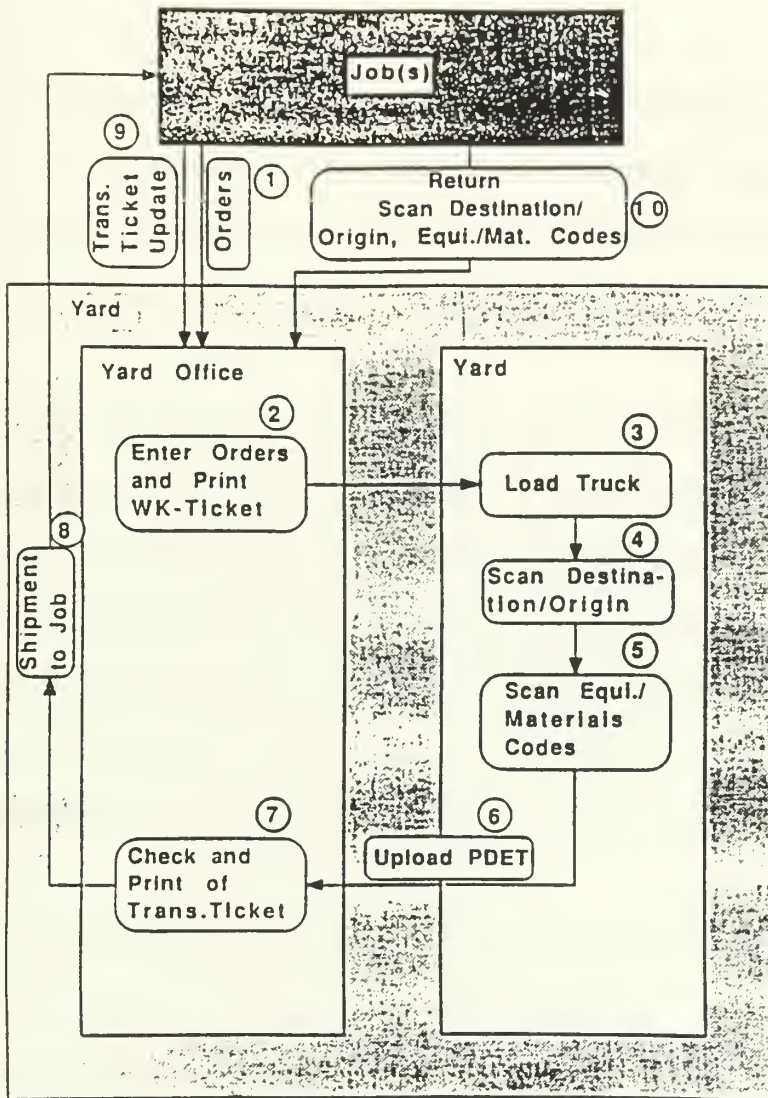 Job(s)
9
Trans.
Ticket
Update
1
Orders
Return
Scan Destination/
Origin, Equi./Mat. Codes
10
Yard
Yard Office
Yard
2
Enter Orders
and Print
WK-Ticket
3
Load Truck
4
Scan Destina-
tion/Origin
5
Scan Equi./
Materials
Codes
6
Upload PDET
7
Check and
Print of
Trans.Ticket
8
Shipment
to Job